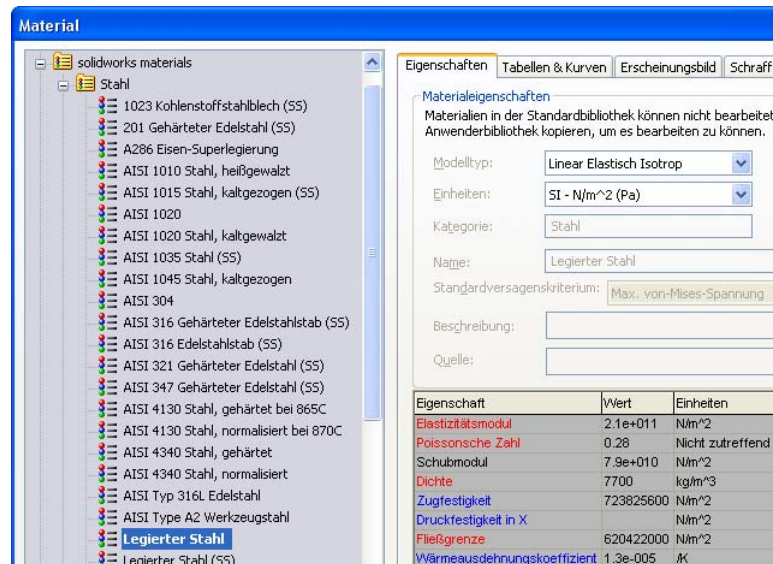 Material
solidworks materials
Stahl
1023 Kohlenstoffstahlblech (SS)
201 Gehärteter Edelstahl (SS)
A286 Eisen-Superlegierung
AISI 1010 Stahl, heißgewalzt
AISI 1015 Stahl, kaltgezogen (SS)
AISI 1020
AISI 1020 Stahl, kaltgewalzt
AISI 1035 Stahl (SS)
AISI 1045 Stahl, kaltgezogen
AISI 304
AISI 316 Gehärteter Edelstahlstab (SS)
AISI 316 Edelstahlstab (SS)
AISI 321 Gehärteter Edelstahl (SS)
AISI 347 Gehärteter Edelstahl (SS)
AISI 4130 Stahl, gehärtet bei 865C
AISI 4130 Stahl, normalisiert bei 870C
AISI 4340 Stahl, gehärtet
AISI 4340 Stahl, normalisiert
AISI Typ 316L Edelstahl
AISI Type A2 Werkzeugstahl
Legierter Stahl
Legierter Stahl (SS)
Eigenschaften Tabellen & Kurven Erscheinungsbild Schraff
Materialeigenschaften
Materialien in der Standardbibliothek können nicht bearbeitet
Anwenderbibliothek kopieren, um es bearbeiten zu können.
Modelltyp: Linear Elastisch Isotrop
Einheiten: SI - N/m^2 (Pa)
Kategorie: Stahl
Name: Legierter Stahl
Standardversagenskriterium: Max. von-Mises-Spannung
Beschreibung:
Quelle:
Eigenschaft Wert Einheiten
Elastizitätsmodul 2.1e+011 N/m^2
Poissonsche Zahl 0.28 Nicht zutreffend
Schubmodul 7.9e+010 N/m^2
Dichte 7700 kg/m^3
Zugfestigkeit 723825600 N/m^2
Druckfestigkeit in X N/m^2
Fließgrenze 620422000 N/m^2
Wärmeausdehnungskoeffizient 1.3e-005 /K